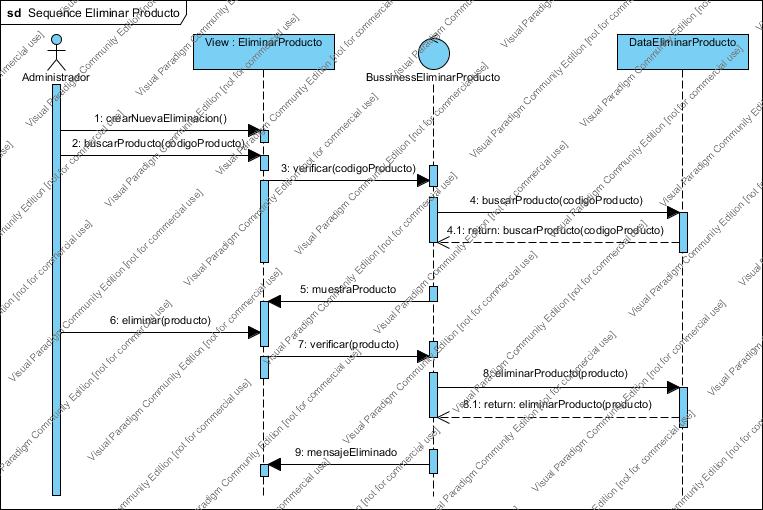 sd Sequence Eliminar Producto
Administrador
View : EliminarProducto
BussinessEliminarProducto
DataEliminarProducto
1: crearNuevaEliminacion()
2: buscarProducto(codigoProducto)
3: verificar(codigoProducto)
4: buscarProducto(codigoProducto)
4.1: return: buscarProducto(codigoProducto)
5: muestraProducto
6: eliminar(producto)
7: verificar(producto)
8: eliminarProducto(producto)
8.1: return: eliminarProducto(producto)
9: mensajeEliminado
Visual Paradigm Community Edition [not for commercial use]